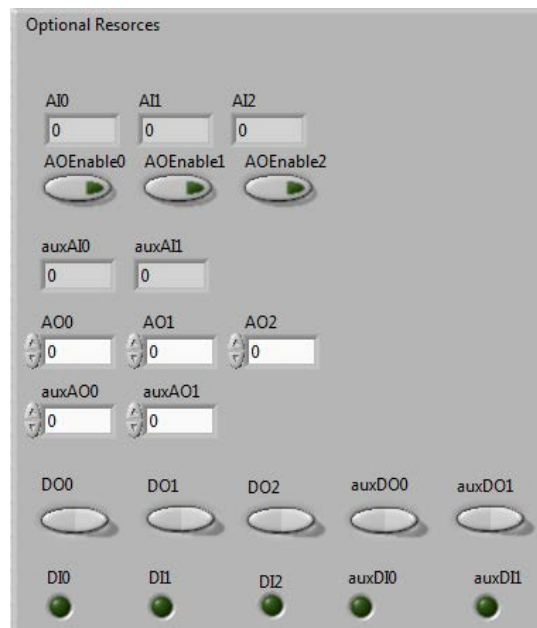 Optional Resorces
AI0 AI1 AI2
0 0 0
AOEnable0 AOEnable1 AOEnable2
auxAI0 auxAI1
0 0
AO0 AO1 AO2
0 0 0
auxAO0 auxAO1
0 0
DO0 DO1 DO2 auxDO0 auxDO1
DI0 DI1 DI2 auxDI0 auxDI1